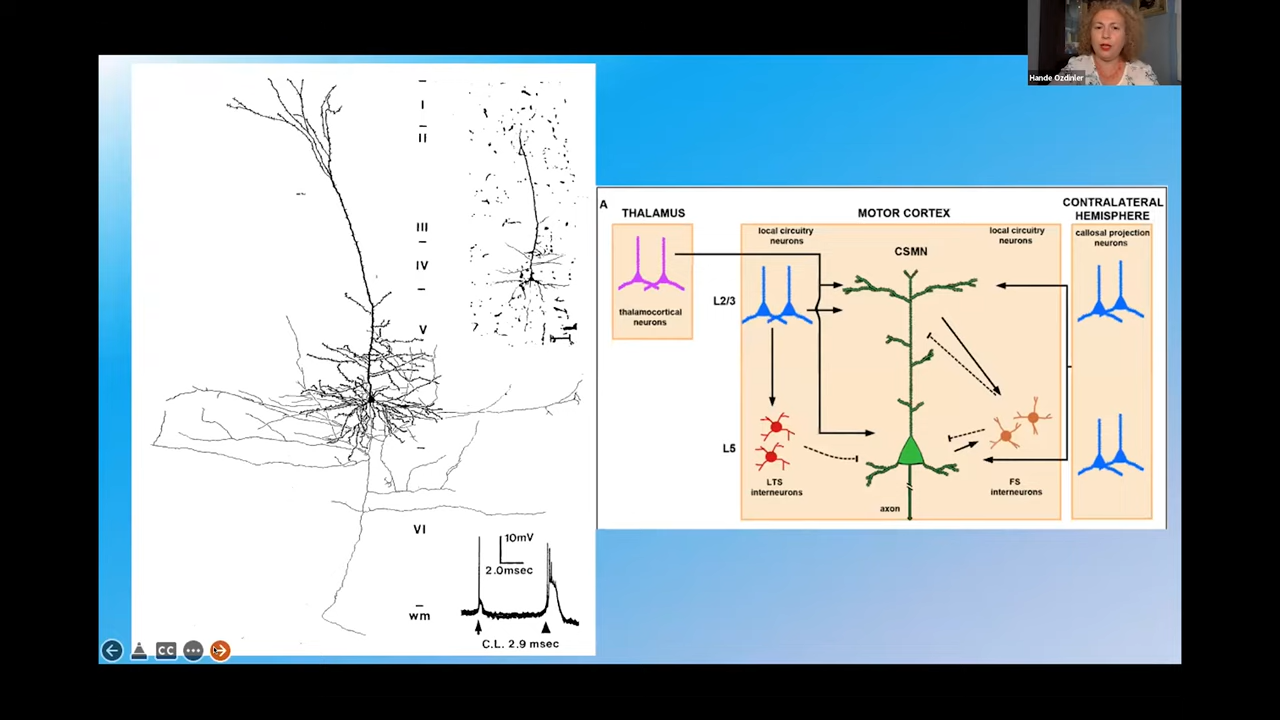 Hande Ozdinler
I
II
III
IV
V
VI
wm
10mV
2.0msec
C.L. 2.9 msec
A
THALAMUS
thalamocortical
neurons
MOTOR CORTEX
local circuitry
neurons
CSMN
local circuitry
neurons
L2/3
L5
LTS
interneurons
FS
interneurons
axon
CONTRALATERAL
HEMISPHERE
callosal projection
neurons
CC